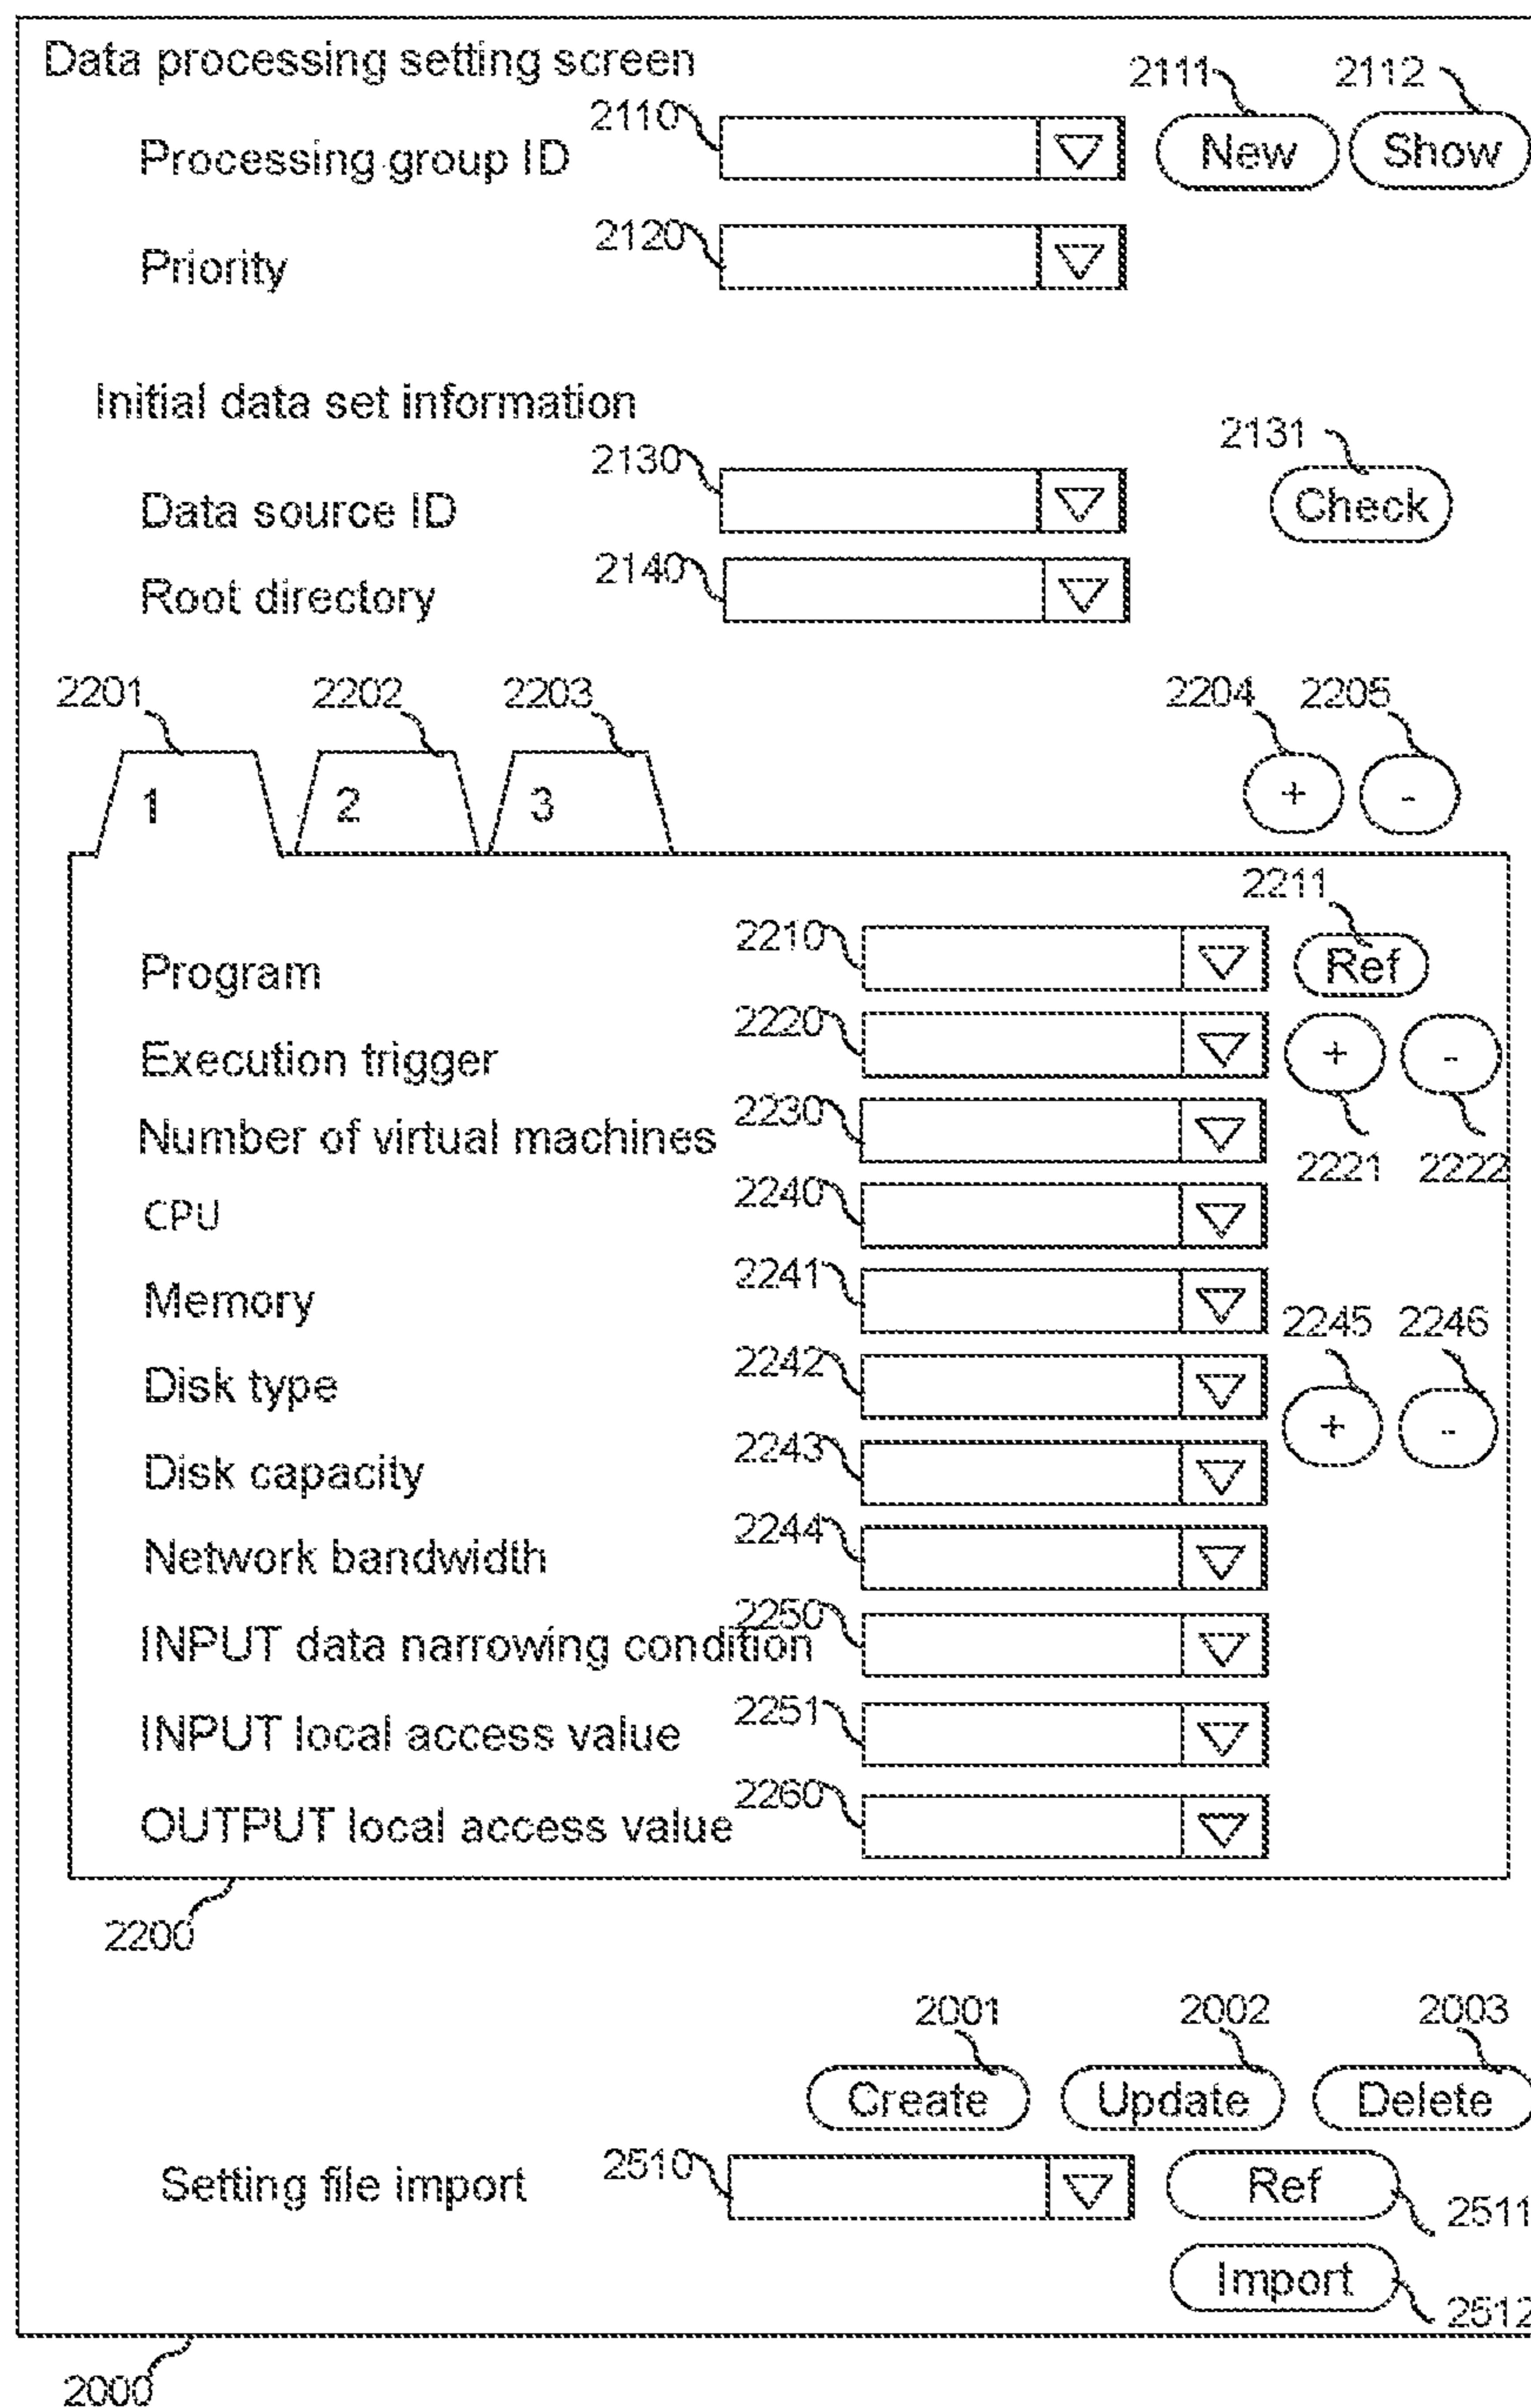 Data processing setting screen
2111 2112
2110
Processing group ID New Show
2120
Priority
Initial data set information
2131
2130
Data source ID Check
2140
Root directory
2201 2202 2203 2204 2205
1 2 3 + -
2211
2210
Program Ref
2220
Execution trigger + -
2230
Number of virtual machines
2221 2222
2240
CPU
2241
Memory
2245 2246
2242
Disk type
+ -
2243
Disk capacity
2244
Network bandwidth
2250
INPUT data narrowing condition
2251
INPUT local access value
2260
OUTPUT local access value
2200
2001 2002 2003
Create Update Delete
2510
Setting file import Ref
2511
Import
2512
2000